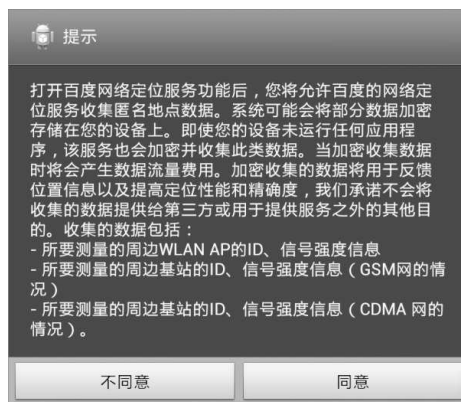 提示
打开百度网络定位服务功能后，您将允许百度的网络定
位服务收集匿名地点数据。系统可能会将部分数据加密
存储在您的设备上。即使您的设备未运行任何应用程
序，该服务也会加密并收集此类数据。当加密收集数据
时将会产生数据流量费用。加密收集的数据将用于反馈
位置信息以及提高定位性能和精确度，我们承诺不会将
收集的数据提供给第三方或用于提供服务之外的其他目
的。收集的数据包括：
- 所要测量的周边WLAN AP的ID、信号强度信息
- 所要测量的周边基站的ID、信号强度信息（GSM网的情
况）
- 所要测量的周边基站的ID、信号强度信息（CDMA 网的
情况）。
不同意
同意